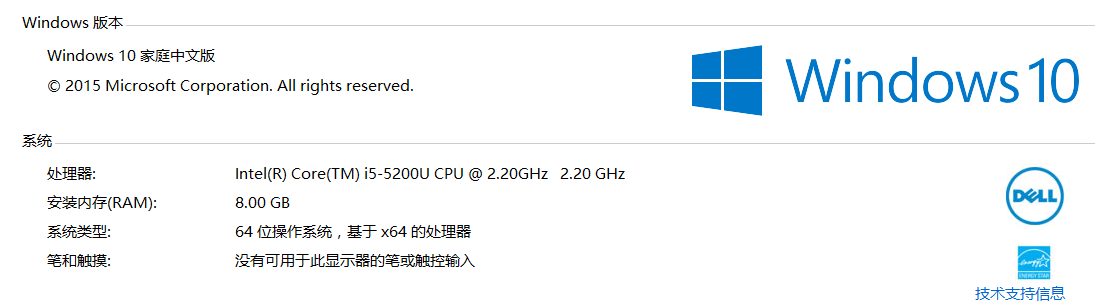 Windows 版本
Windows 10 家庭中文版
© 2015 Microsoft Corporation. All rights reserved.
Windows 10
系统
处理器: Intel(R) Core(TM) i5-5200U CPU @ 2.20GHz 2.20 GHz
安装内存(RAM): 8.00 GB
系统类型: 64 位操作系统，基于 x64 的处理器
笔和触摸: 没有可用于此显示器的笔或触控输入
DELL
ENERGY STAR
技术支持信息